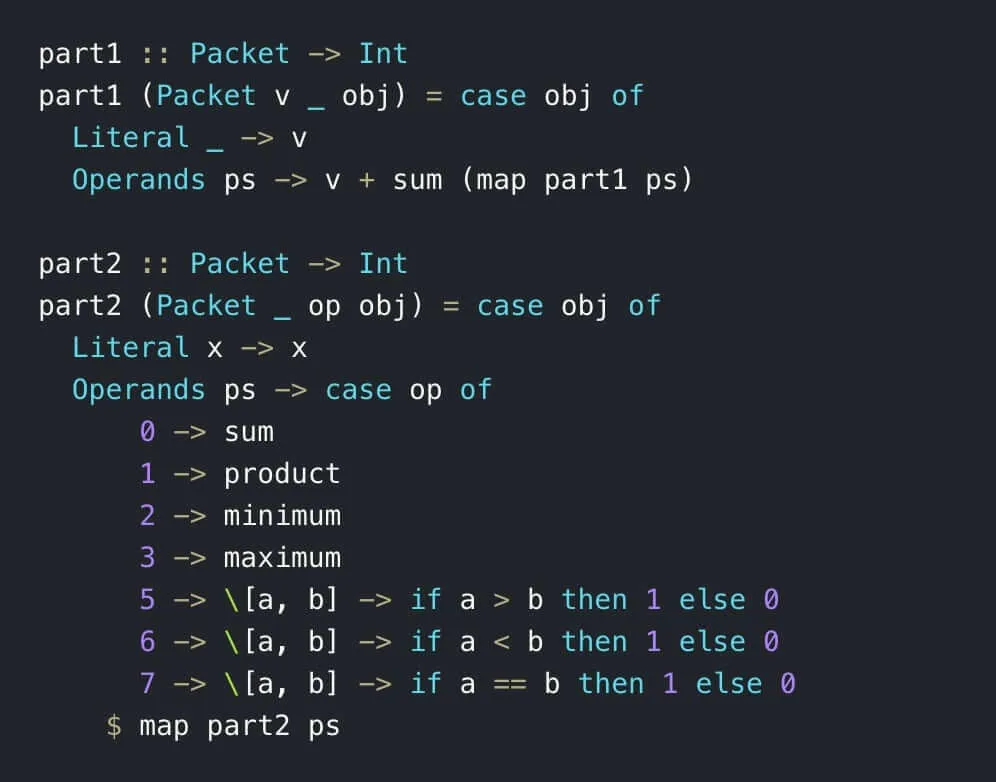 part1 :: Packet -> Int
part1 (Packet v _ obj) = case obj of
  Literal _ -> v
  Operands ps -> v + sum (map part1 ps)

part2 :: Packet -> Int
part2 (Packet _ op obj) = case obj of
  Literal x -> x
  Operands ps -> case op of
      0 -> sum
      1 -> product
      2 -> minimum
      3 -> maximum
      5 -> \[a, b] -> if a > b then 1 else 0
      6 -> \[a, b] -> if a < b then 1 else 0
      7 -> \[a, b] -> if a == b then 1 else 0
    $ map part2 ps